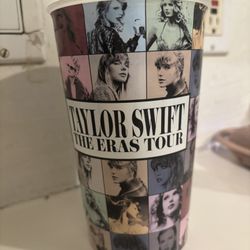 TAYLOR SWIFT
THE ERAS TOUR